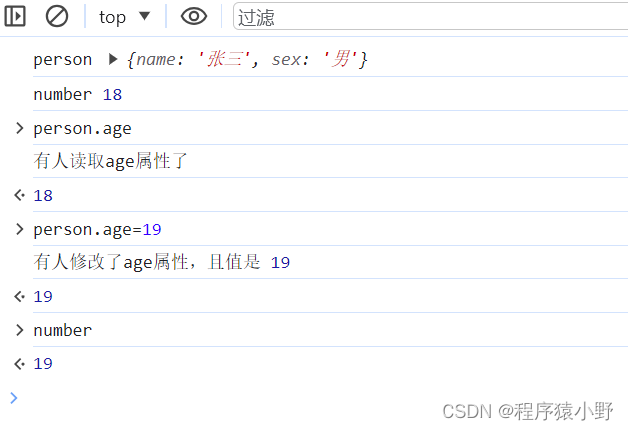 top 过滤
person {name: '张三', sex: '男'}
number 18
person.age
有人读取age属性了
18
person.age=19
有人修改了age属性，且值是 19
19
number
19
CSDN @程序猿小野